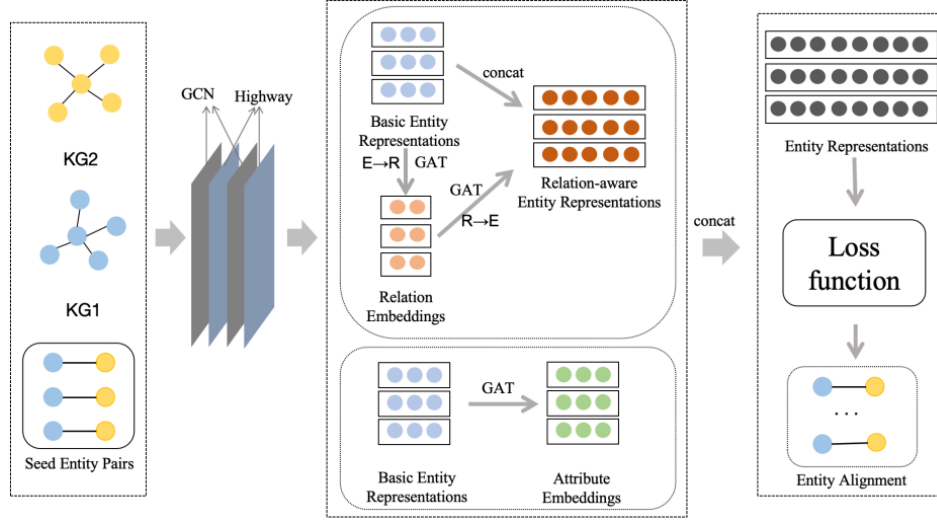 KG2
KG1
Seed Entity Pairs
GCN
Highway
Basic Entity
Representations
E→R
GAT
Relation
Embeddings
concat
GAT
R→E
Relation-aware
Entity Representations
Basic Entity
Representations
GAT
Attribute
Embeddings
concat
Entity Representations
Loss
function
...
Entity Alignment